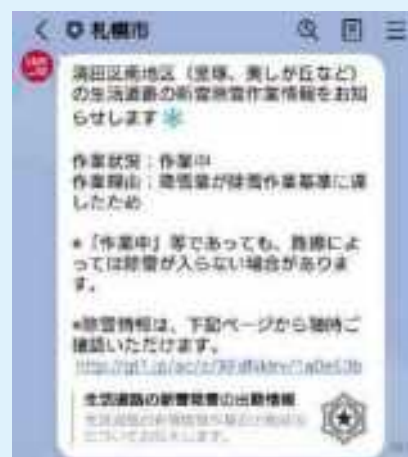 札幌市
清田区南地区（里塚、美しが丘など）
の生活道路の新雪除雪作業情報をお知
らせします
作業状況：作業中
作業理由：降雪量が除雪作業基準に達
したため
※「作業中」等であっても、路線によ
っては除雪が入らない場合がありま
す。
※除雪情報は、下記ページから随時ご
確認いただけます。
生活道路の新雪除雪の出動情報